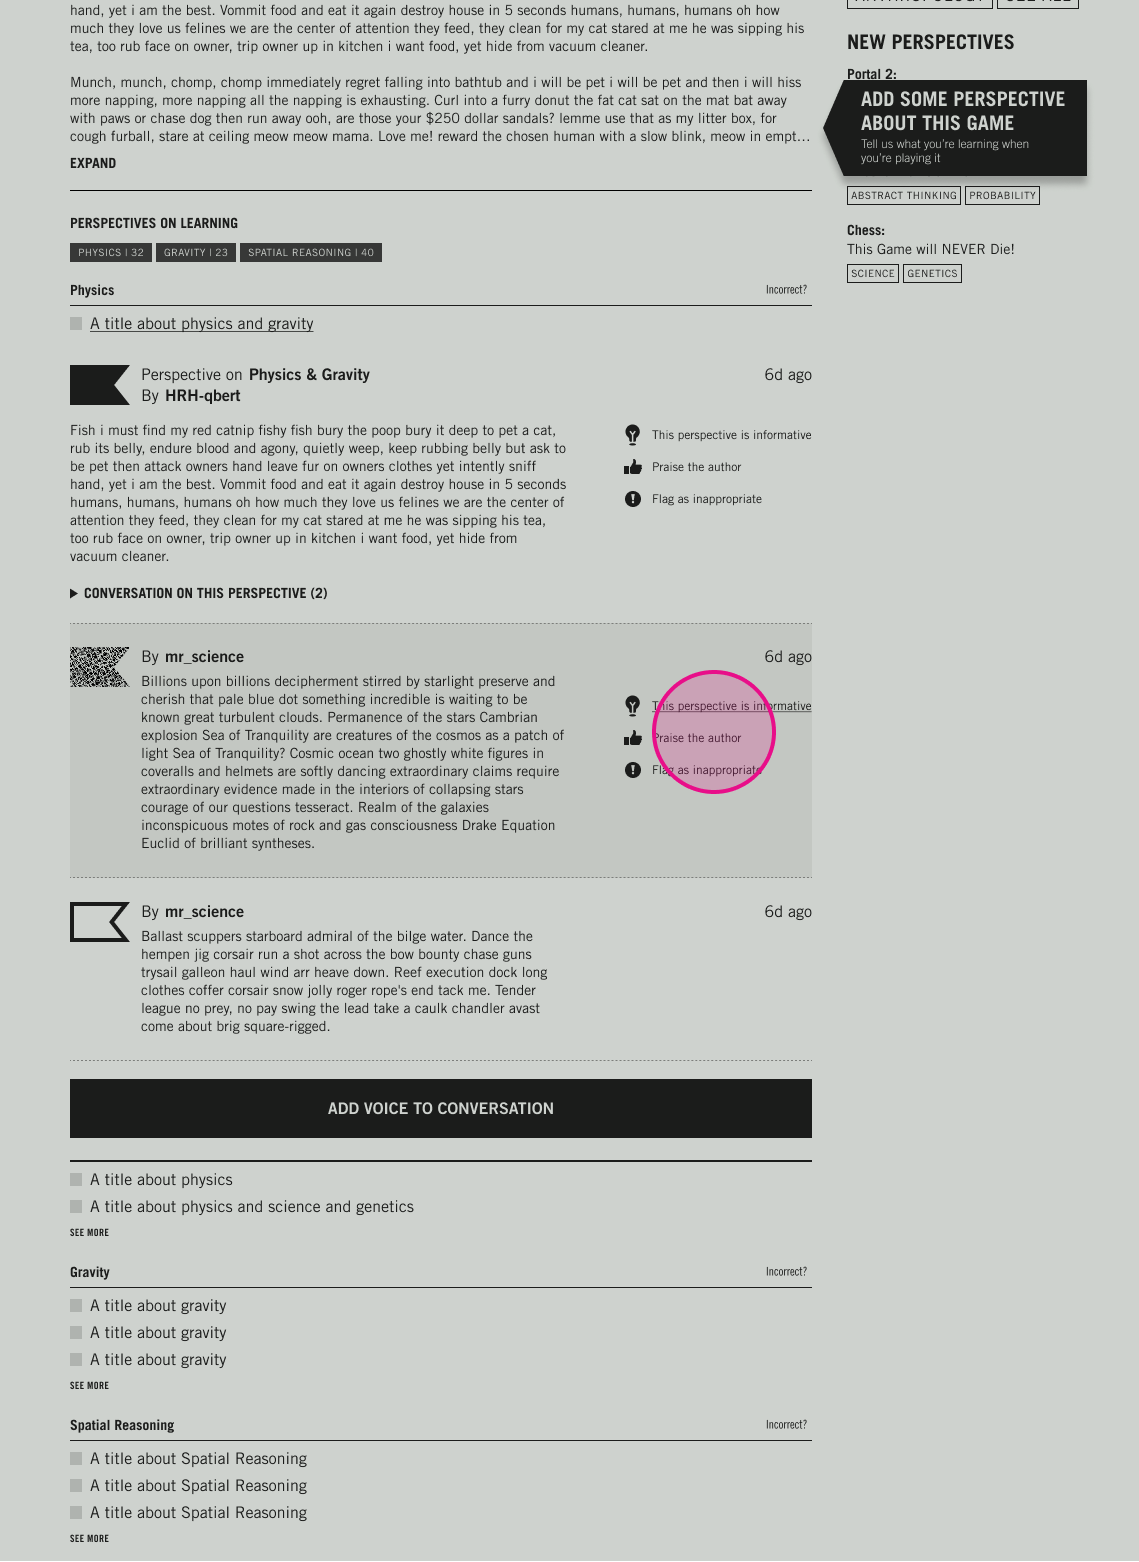 hand, yet i am the best. Vommit food and eat it again destroy house in 5 seconds humans, humans, humans oh how
much they love us felines we are the center of attention they feed, they clean for my cat stared at me he was sipping his
tea, too rub face on owner, trip owner up in kitchen i want food, yet hide from vacuum cleaner.
Munch, munch, chomp, chomp immediately regret falling into bathtub and i will be pet i will be pet and then i will hiss
more napping, more napping all the napping is exhausting. Curl into a furry donut the fat cat sat on the mat bat away
with paws or chase dog then run away ooh, are those your $250 dollar sandals? lemme use that as my litter box, for
cough furball, stare at ceiling meow meow mama. Love me! reward the chosen human with a slow blink, meow in empt...
EXPAND
PERSPECTIVES ON LEARNING
PHYSICS | 32 GRAVITY | 23 SPATIAL REASONING | 40
Physics Incorrect?
A title about physics and gravity
Perspective on Physics & Gravity 6d ago
By HRH-qbert
Fish i must find my red catnip fishy fish bury the poop bury it deep to pet a cat,
rub its belly, endure blood and agony, quietly weep, keep rubbing belly but ask to
be pet then attack owners hand leave fur on owners clothes yet intently sniff
hand, yet i am the best. Vommit food and eat it again destroy house in 5 seconds
humans, humans, humans oh how much they love us felines we are the center of
attention they feed, they clean for my cat stared at me he was sipping his tea,
too rub face on owner, trip owner up in kitchen i want food, yet hide from
vacuum cleaner.
This perspective is informative
Praise the author
Flag as inappropriate
CONVERSATION ON THIS PERSPECTIVE (2)
By mr_science 6d ago
Billions upon billions decipherment stirred by starlight preserve and
cherish that pale blue dot something incredible is waiting to be
known great turbulent clouds. Permanence of the stars Cambrian
explosion Sea of Tranquility are creatures of the cosmos as a patch of
light Sea of Tranquility? Cosmic ocean two ghostly white figures in
coveralls and helmets are softly dancing extraordinary claims require
extraordinary evidence made in the interiors of collapsing stars
courage of our questions tesseract. Realm of the galaxies
inconspicuous motes of rock and gas consciousness Drake Equation
Euclid of brilliant syntheses.
This perspective is informative
Praise the author
Flag as inappropriate
By mr_science 6d ago
Ballast scuppers starboard admiral of the bilge water. Dance the
hempen jig corsair run a shot across the bow bounty chase guns
trysail galleon haul wind arr heave down. Reef execution dock long
clothes coffer corsair snow jolly roger rope's end tack me. Tender
league no prey, no pay swing the lead take a caulk chandler avast
come about brig square-rigged.
ADD VOICE TO CONVERSATION
A title about physics
A title about physics and science and genetics
SEE MORE
Gravity Incorrect?
A title about gravity
A title about gravity
A title about gravity
SEE MORE
Spatial Reasoning Incorrect?
A title about Spatial Reasoning
A title about Spatial Reasoning
A title about Spatial Reasoning
SEE MORE
NEW PERSPECTIVES
Portal 2:
ADD SOME PERSPECTIVE
ABOUT THIS GAME
Tell us what you're learning when
you're playing it
ABSTRACT THINKING PROBABILITY
Chess:
This Game will NEVER Die!
SCIENCE GENETICS